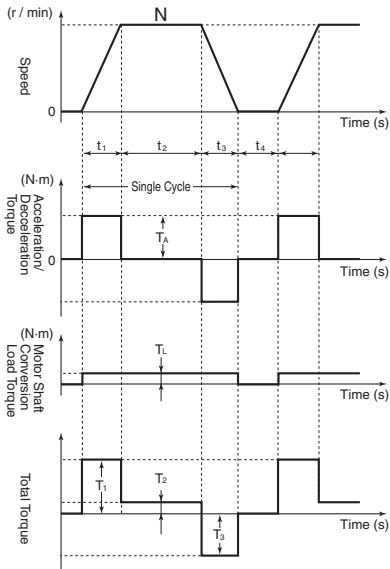 (r / min)
N
Speed
0
Time (s)
t1
t2
t3
t4
(N·m)
Single Cycle
Acceleration/
Decceleration
Torque
TA
0
Time (s)
(N·m)
Motor Shaft
Conversion
Load Torque
TL
Time (s)
Total Torque
T1
T2
T3
Time (s)